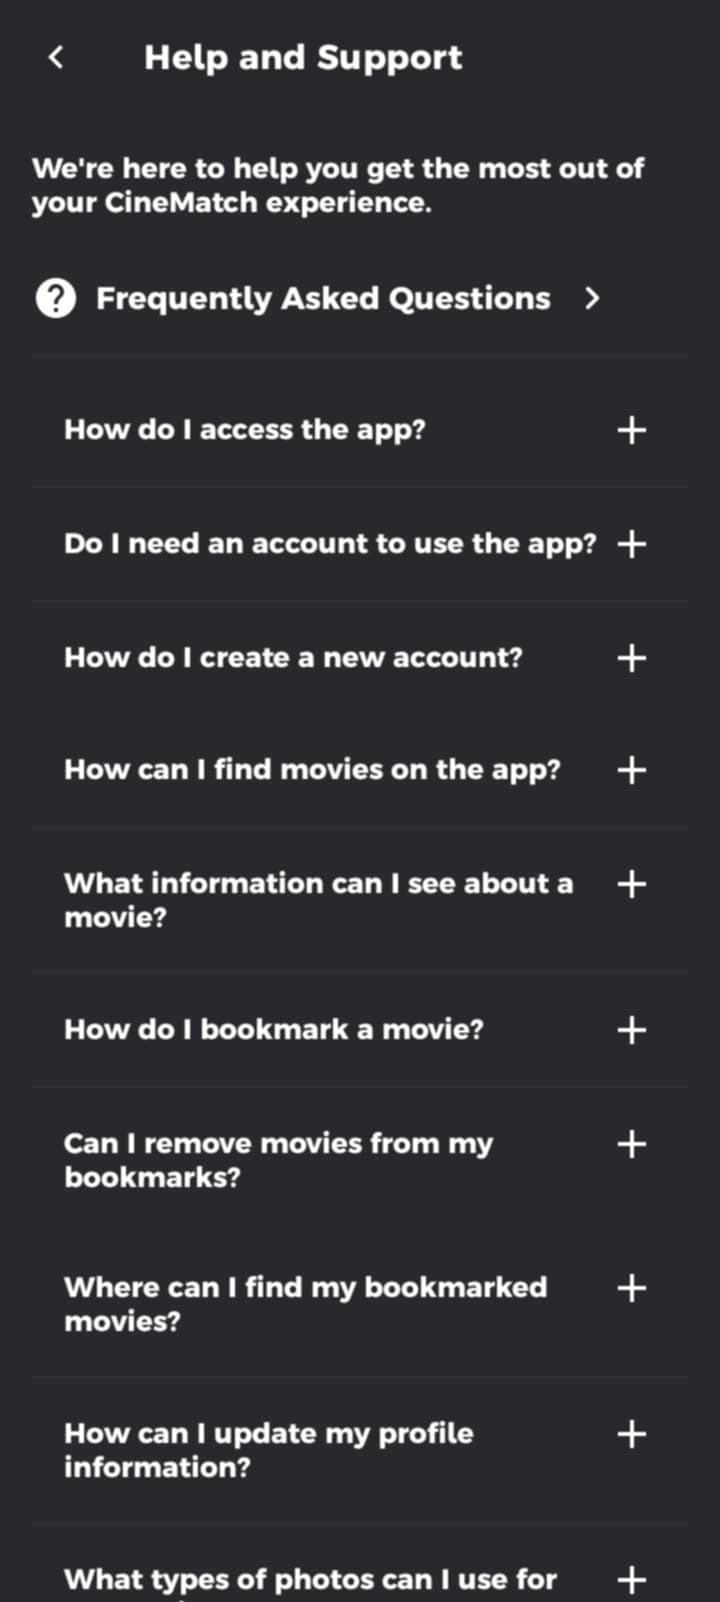 Help and Support
We're here to help you get the most out of
your CineMatch experience.
Frequently Asked Questions
How do I access the app?
Do I need an account to use the app?
How do I create a new account?
How can I find movies on the app?
What information can I see about a
movie?
How do I bookmark a movie?
Can I remove movies from my
bookmarks?
Where can I find my bookmarked
movies?
How can I update my profile
information?
What types of photos can I use for